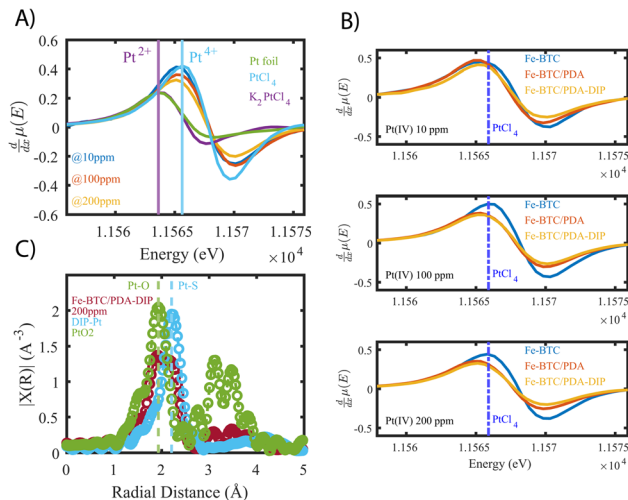 A)
Pt2+
Pt4+
Pt foil
PtCl4
K2PtCl4
@10ppm
@100ppm
@200ppm
d/dx μ(E)
0.6
0.4
0.2
0
-0.2
-0.4
-0.6
1.156 1.1565 1.157 1.1575
Energy (eV)
×10^4
B)
Fe-BTC
Fe-BTC/PDA
Fe-BTC/PDA-DIP
PtCl4
Pt(IV) 10 ppm
d/dx μ(E)
0.5
0
-0.5
1.156 1.1565 1.157 1.1576
×10^4
Fe-BTC
Fe-BTC/PDA
Fe-BTC/PDA-DIP
PtCl4
Pt(IV) 100 ppm
d/dx μ(E)
0.5
0
-0.5
1.156 1.1565 1.157 1.1576
×10^4
Fe-BTC
Fe-BTC/PDA
Fe-BTC/PDA-DIP
PtCl4
Pt(IV) 200 ppm
d/dx μ(E)
0.5
0
-0.5
1.156 1.1565 1.157 1.1576
Energy (eV)
×10^4
C)
Pt-O
Pt-S
Fe-BTC/PDA-DIP
200ppm
DIP-Pt
PtO2
|X(R)| (A^-3)
2
1.5
1
0.5
0
0 1 2 3 4 5
Radial Distance (Å)